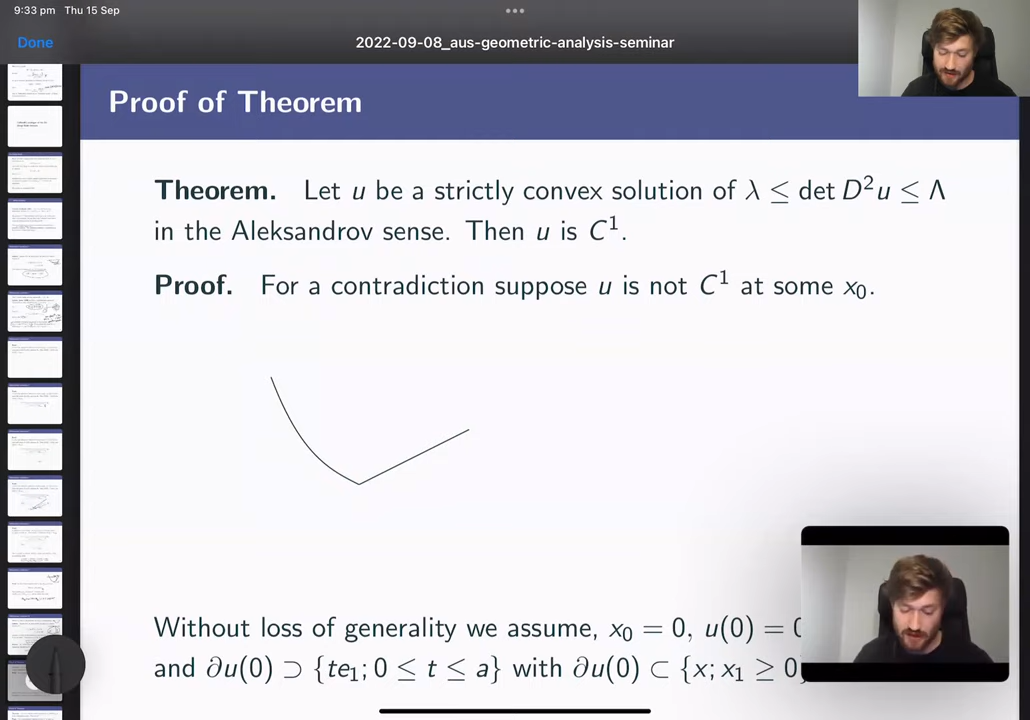 9:33 pm Thu 15 Sep
Done
2022-09-08_aus-geometric-analysis-seminar
Proof of Theorem
Theorem. Let u be a strictly convex solution of λ ≤ det D²u ≤ Λ
in the Aleksandrov sense. Then u is C¹.
Proof. For a contradiction suppose u is not C¹ at some x₀.
Without loss of generality we assume, x₀ = 0, u(0) =
and ∂u(0) ⊃ {te₁; 0 ≤ t ≤ a} with ∂u(0) ⊂ {x; x₁ ≥ 0